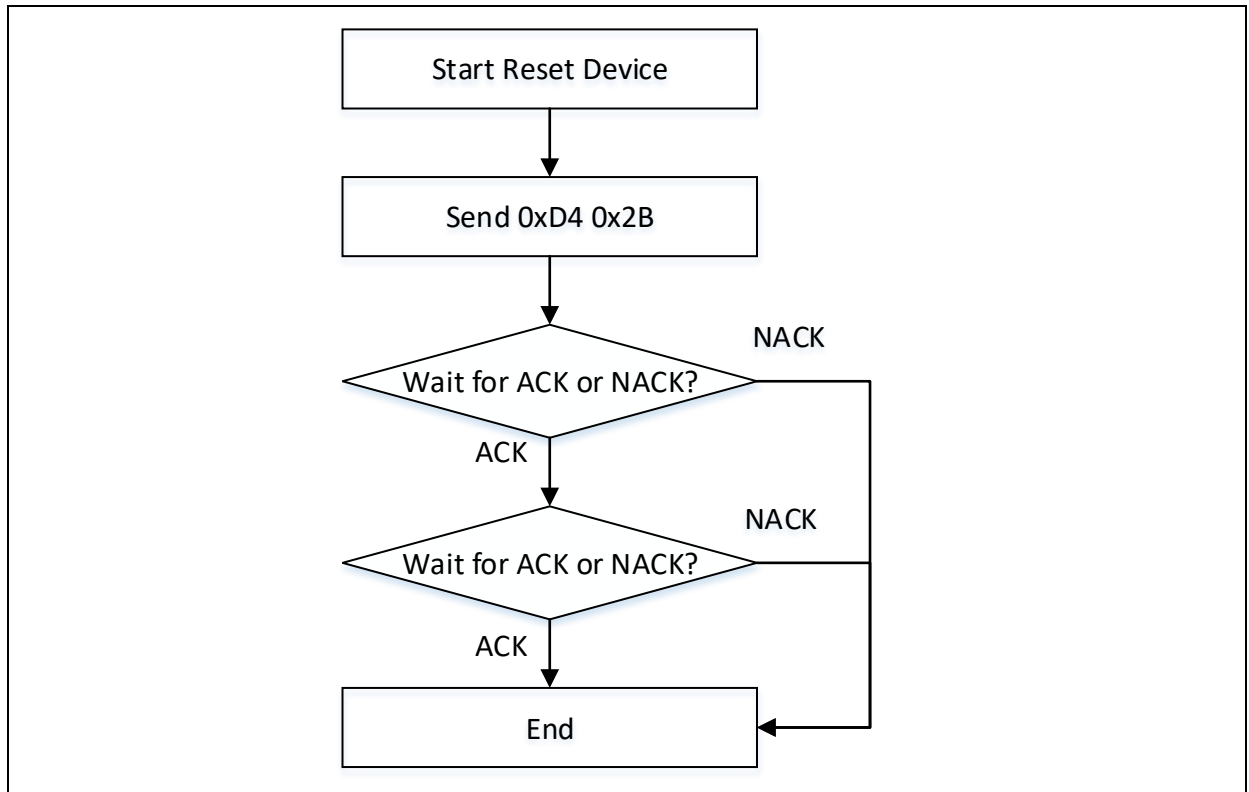 Start Reset Device
Send 0xD4 0x2B
NACK
Wait for ACK or NACK?
ACK
NACK
Wait for ACK or NACK?
ACK
End